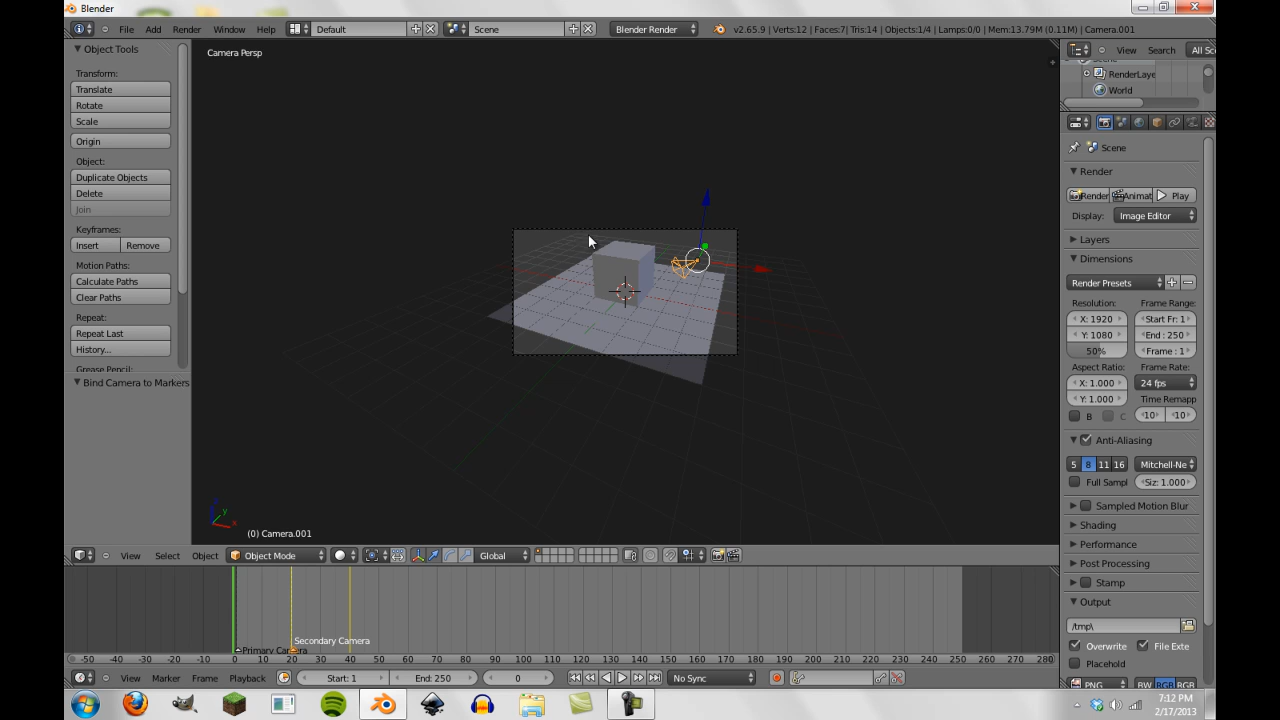 Blender
File Add Render Window Help Default Scene Blender Render v2.65.9 | Verts:12 | Faces:7| Tris:14 | Objects:1/4 | Lamps:0/0 | Mem:13.79M (0.11M) | Camera.001
Object Tools
Transform:
Translate
Rotate
Scale
Origin
Object:
Duplicate Objects
Delete
Join
Keyframes:
Insert Remove
Motion Paths:
Calculate Paths
Clear Paths
Repeat:
Repeat Last
History...
Grease Pencil:
Bind Camera to Markers
Camera Persp
(0) Camera.001
View Search All Sc
Scene
RenderLaye
World
Scene
Render
Render Animat Play
Display: Image Editor
Layers
Dimensions
Render Presets
Resolution: Frame Range:
X: 1920 Start Fr: 1
Y: 1080 End : 250
50% Frame : 1
Aspect Ratio: Frame Rate:
X: 1.000 24 fps
Y: 1.000 Time Remapp
B C 10 10
Anti-Aliasing
5 8 11 16 Mitchell-Ne
Full Sampl Siz: 1.000
Sampled Motion Blur
Shading
Performance
Post Processing
Stamp
Output
/tmp\
Overwrite File Exte
Placehold
PNG BW RGB RGB
View Select Object Object Mode Global
Secondary Camera
Primary Camera
-50 -40 -30 -20 -10 0 10 20 30 40 50 60 70 80 90 100 110 120 130 140 150 160 170 180 190 200 210 220 230 240 250 260 270 280
View Marker Frame Playback Start: 1 End: 250 0 No Sync
7:12 PM
2/17/2013